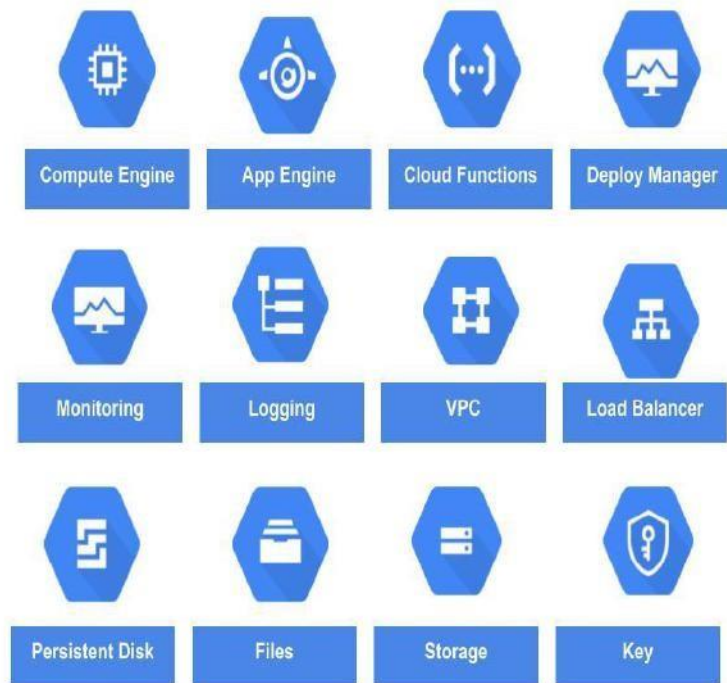 Compute Engine
App Engine
Cloud Functions
Deploy Manager
Monitoring
Logging
VPC
Load Balancer
Persistent Disk
Files
Storage
Key